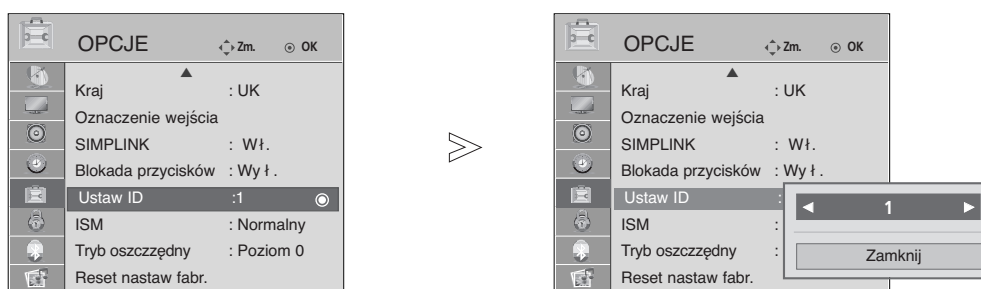 OPCJE Zm. OK
Kraj : UK
Oznaczenie wejścia
SIMPLINK : Wł.
Blokada przycisków : Wy ł .
Ustaw ID :1
ISM : Normalny
Tryb oszczędny : Poziom 0
Reset nastaw fabr.
OPCJE Zm. OK
Kraj : UK
Oznaczenie wejścia
SIMPLINK : Wł.
Blokada przycisków : Wy ł .
Ustaw ID :
1
ISM :
Tryb oszczędny :
Zamknij
Reset nastaw fabr.